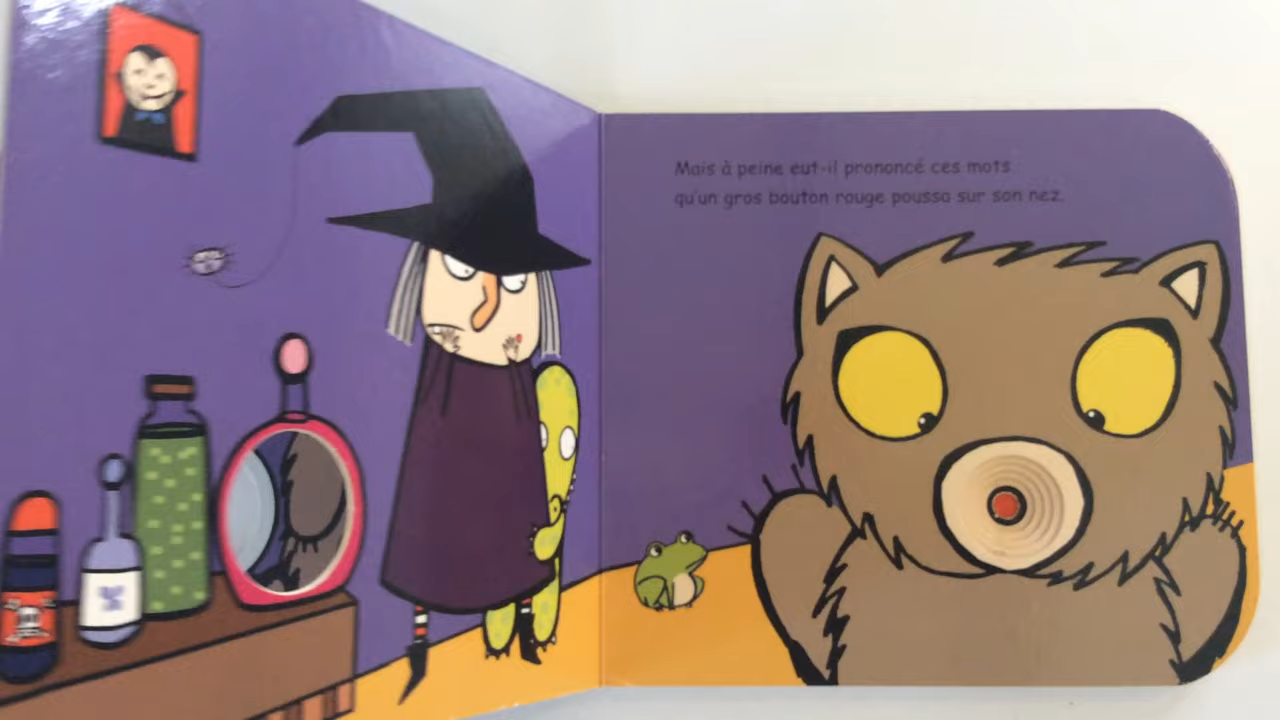 Mais à peine eut-il prononcé ces mots
qu'un gros bouton rouge poussa sur son nez.